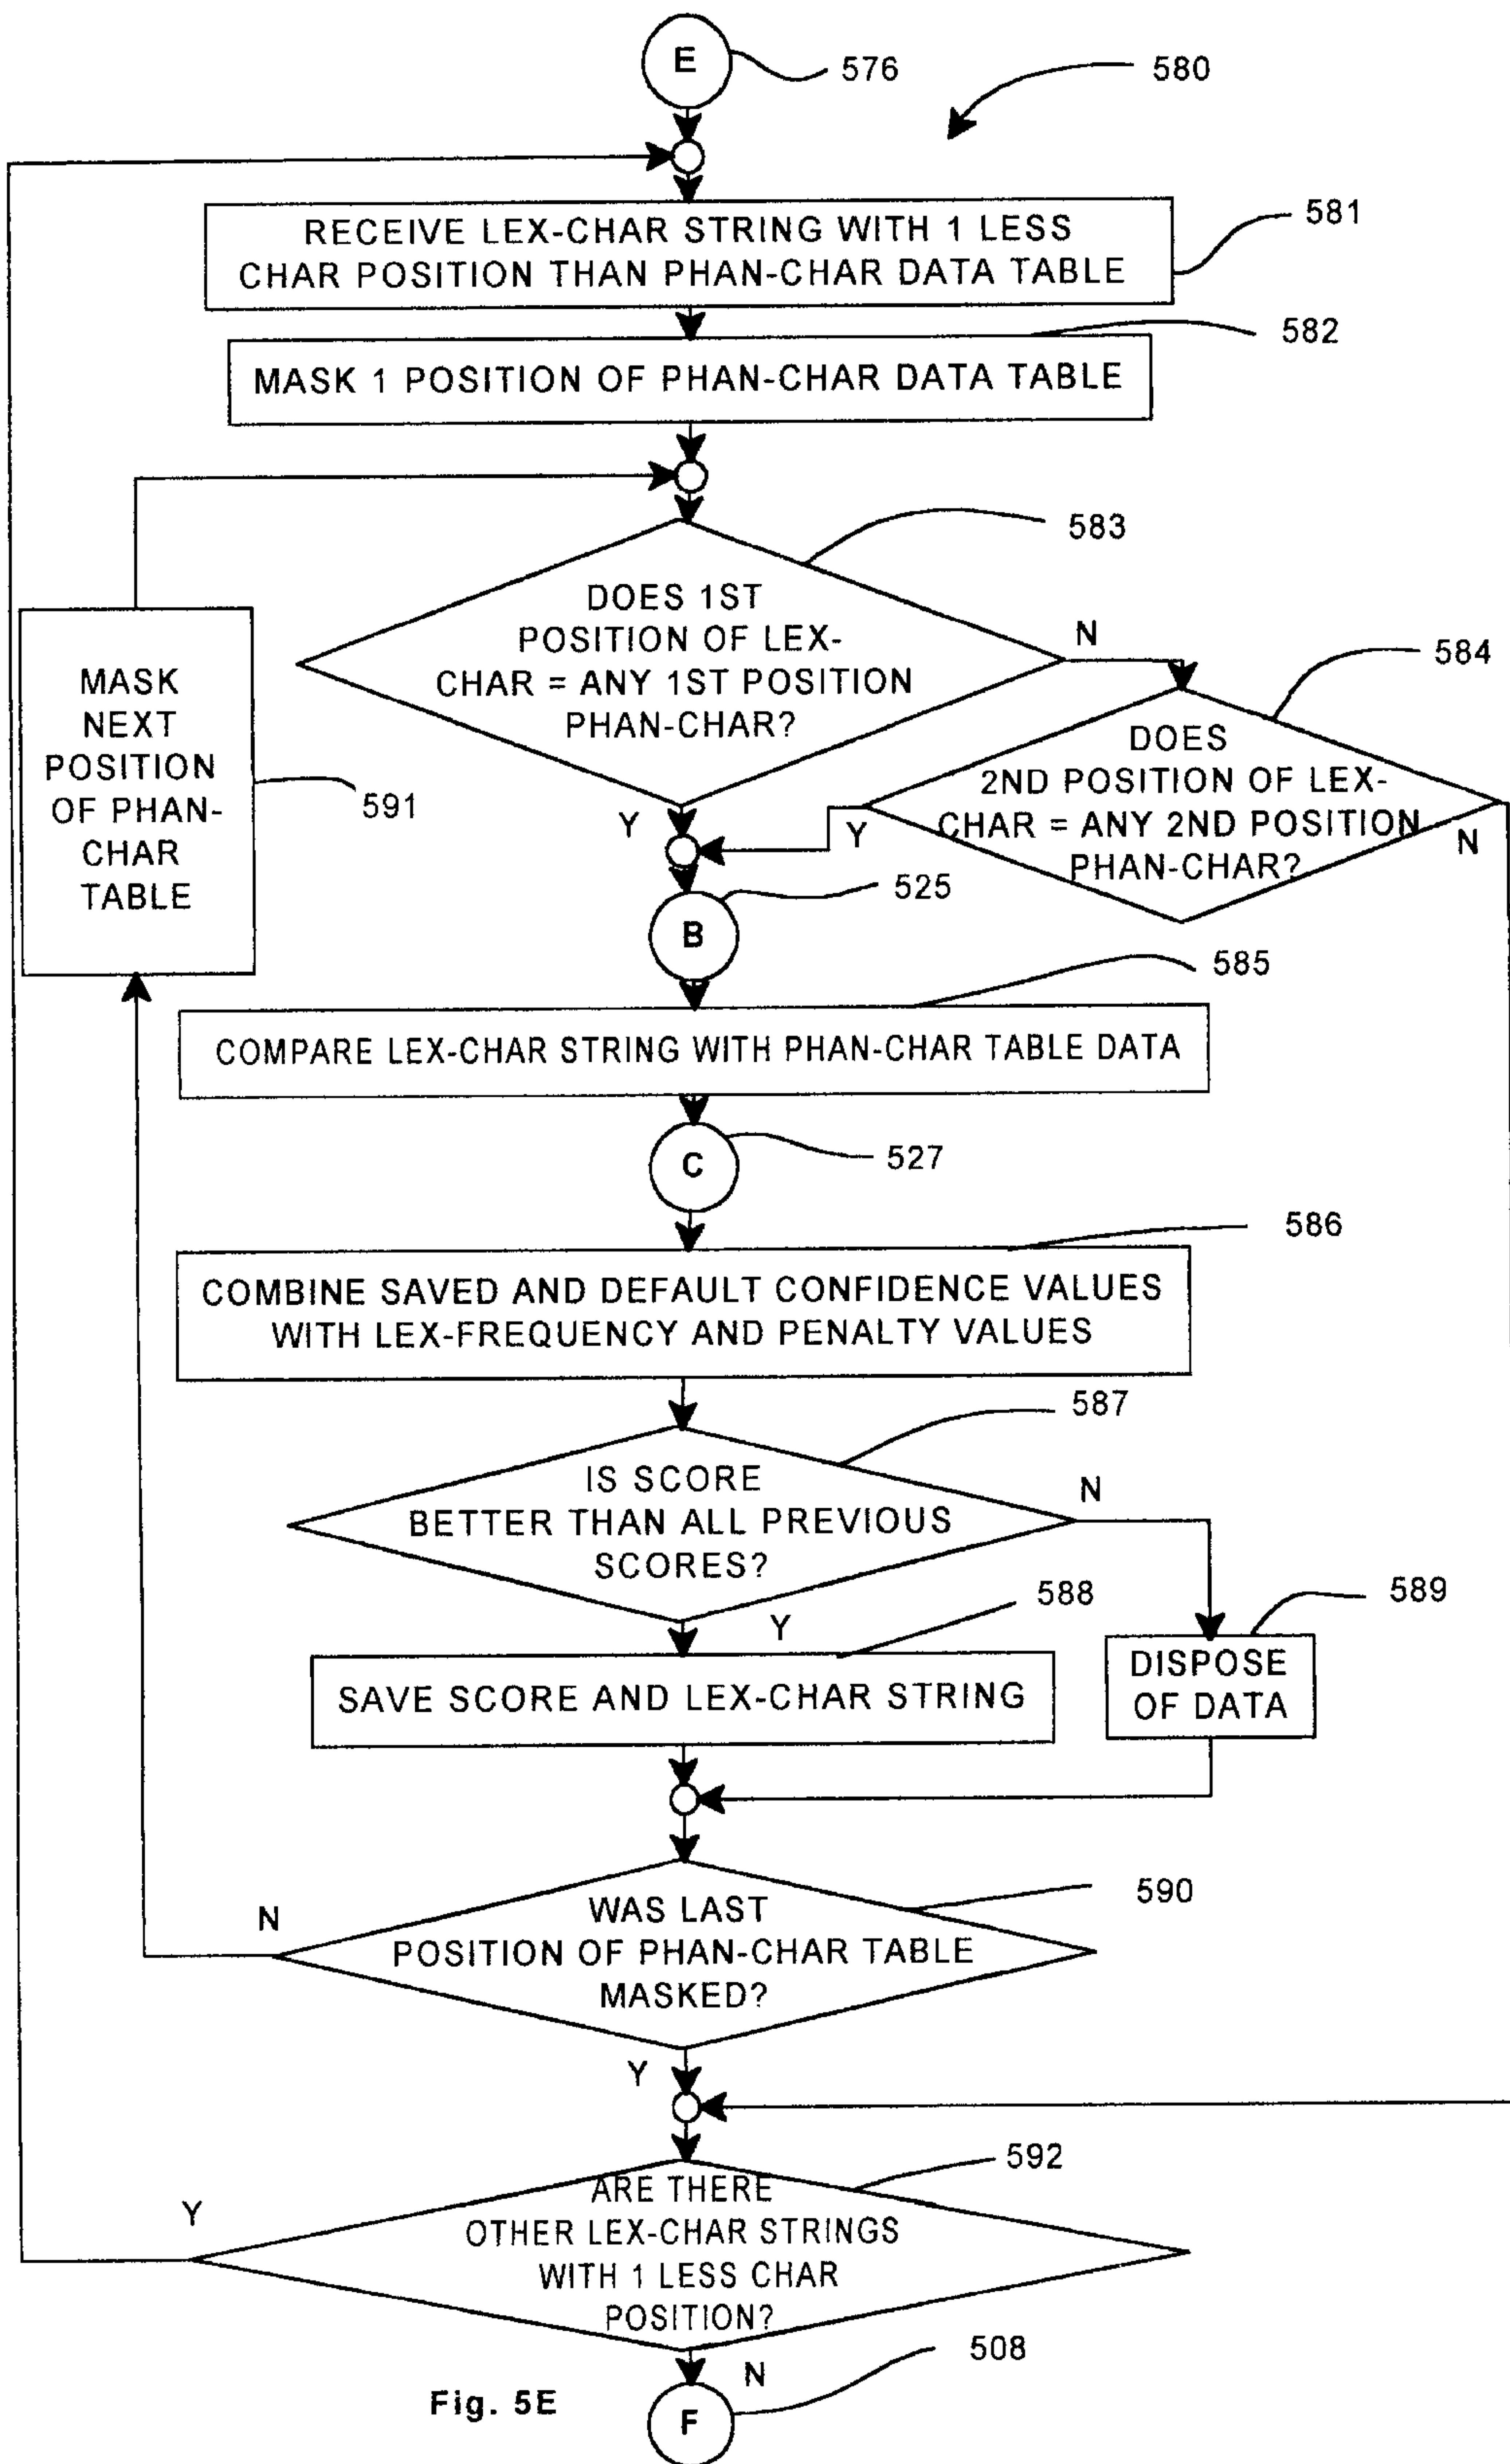 E
576
580
RECEIVE LEX-CHAR STRING WITH 1 LESS
CHAR POSITION THAN PHAN-CHAR DATA TABLE
581
582
MASK 1 POSITION OF PHAN-CHAR DATA TABLE
583
DOES 1ST
POSITION OF LEX-
CHAR = ANY 1ST POSITION
PHAN-CHAR?
N
Y
584
DOES
2ND POSITION OF LEX-
CHAR = ANY 2ND POSITION
PHAN-CHAR?
Y
N
MASK
NEXT
POSITION
OF PHAN-
CHAR
TABLE
591
525
B
585
COMPARE LEX-CHAR STRING WITH PHAN-CHAR TABLE DATA
C
527
586
COMBINE SAVED AND DEFAULT CONFIDENCE VALUES
WITH LEX-FREQUENCY AND PENALTY VALUES
587
IS SCORE
BETTER THAN ALL PREVIOUS
SCORES?
N
Y
588
589
SAVE SCORE AND LEX-CHAR STRING
DISPOSE
OF DATA
590
WAS LAST
POSITION OF PHAN-CHAR TABLE
MASKED?
N
Y
592
ARE THERE
OTHER LEX-CHAR STRINGS
WITH 1 LESS CHAR
POSITION?
Y
N
508
F
Fig. 5E